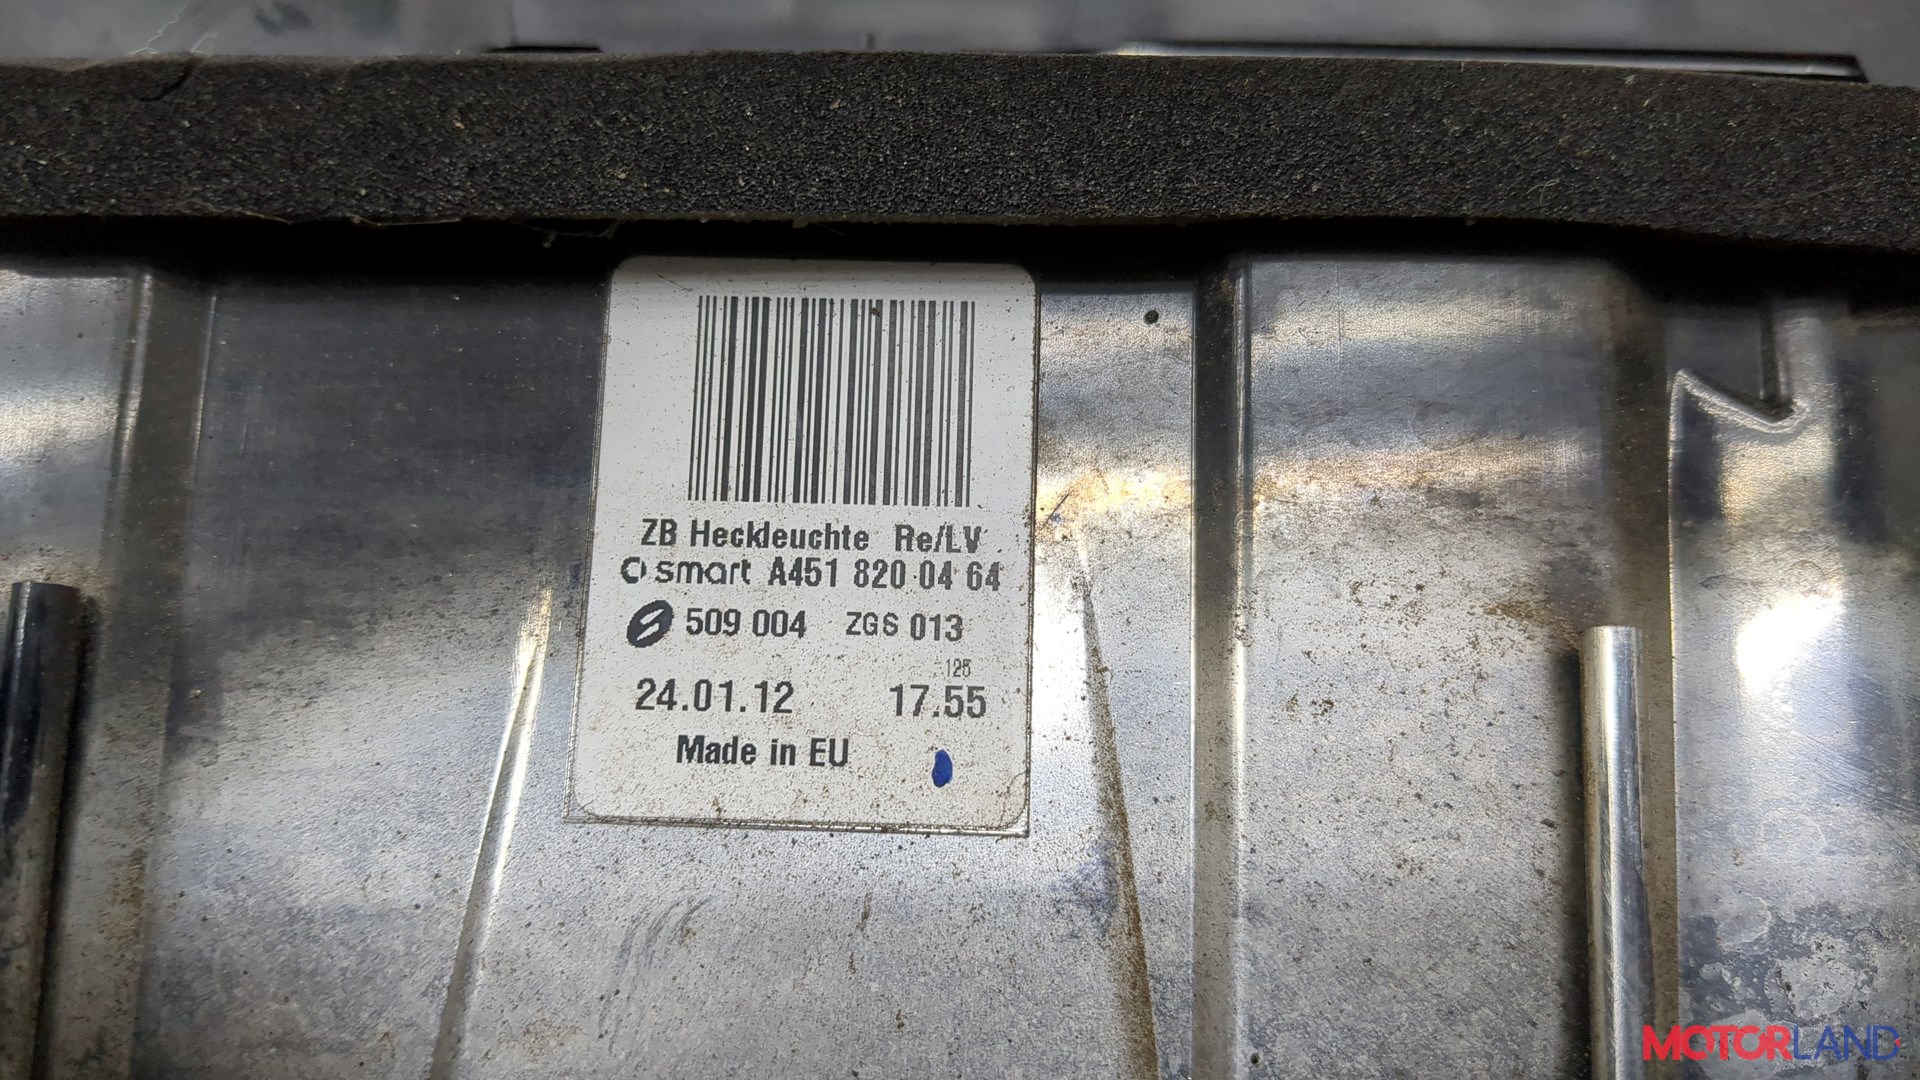 ZB Heckleuchte Re/LV
smart A451 820 04 64
509 004 ZGS 013
125
24.01.12 17.55
Made in EU
MOTORLAND